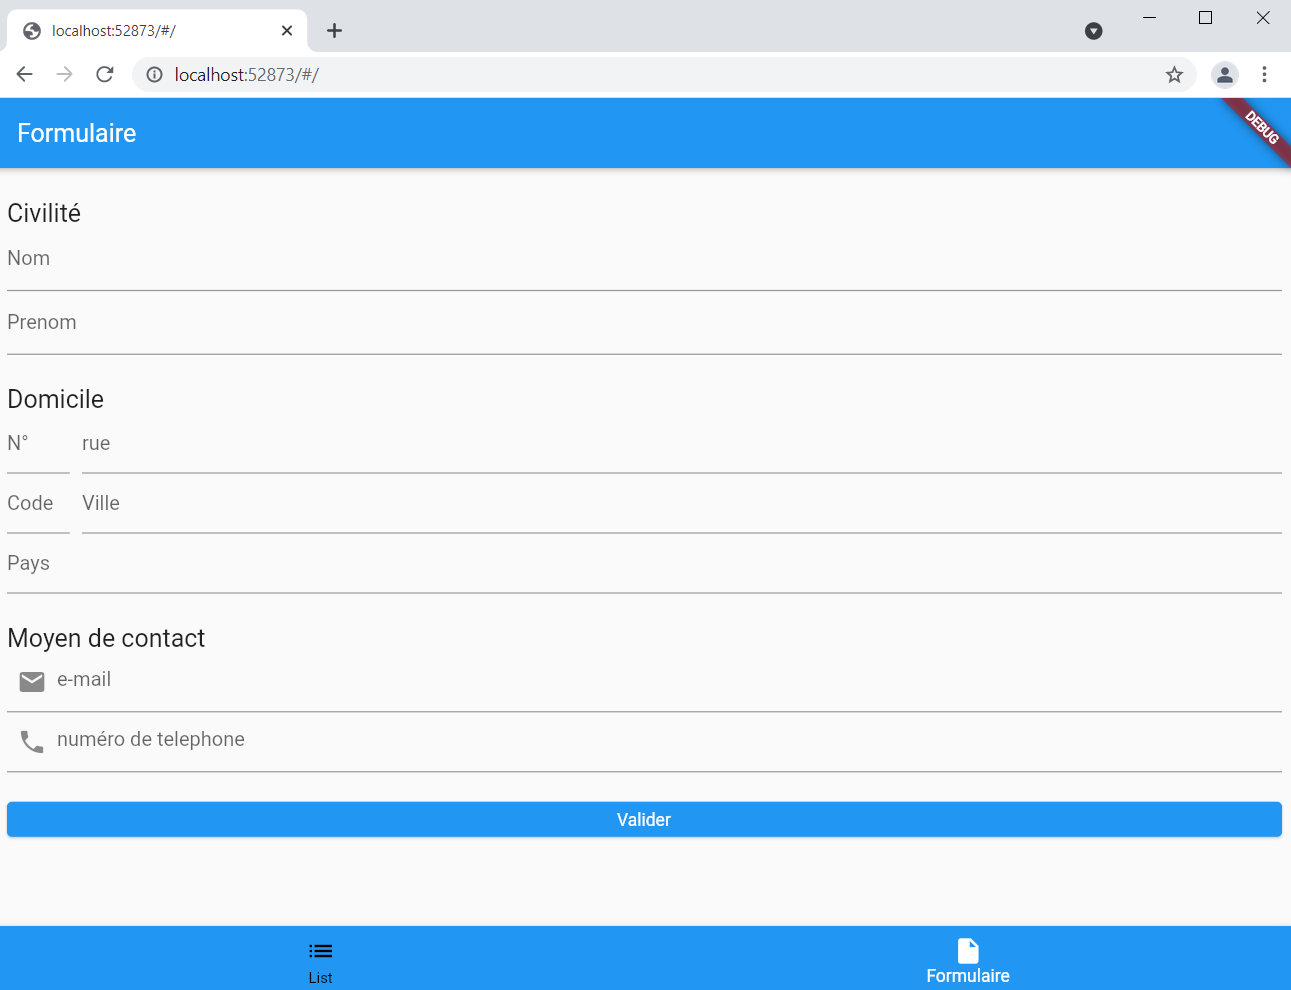 localhost:52873/#/
localhost:52873/#/
Formulaire
DEBUG
Civilité
Nom
Prenom
Domicile
N° rue
Code Ville
Pays
Moyen de contact
e-mail
numéro de telephone
Valider
List Formulaire